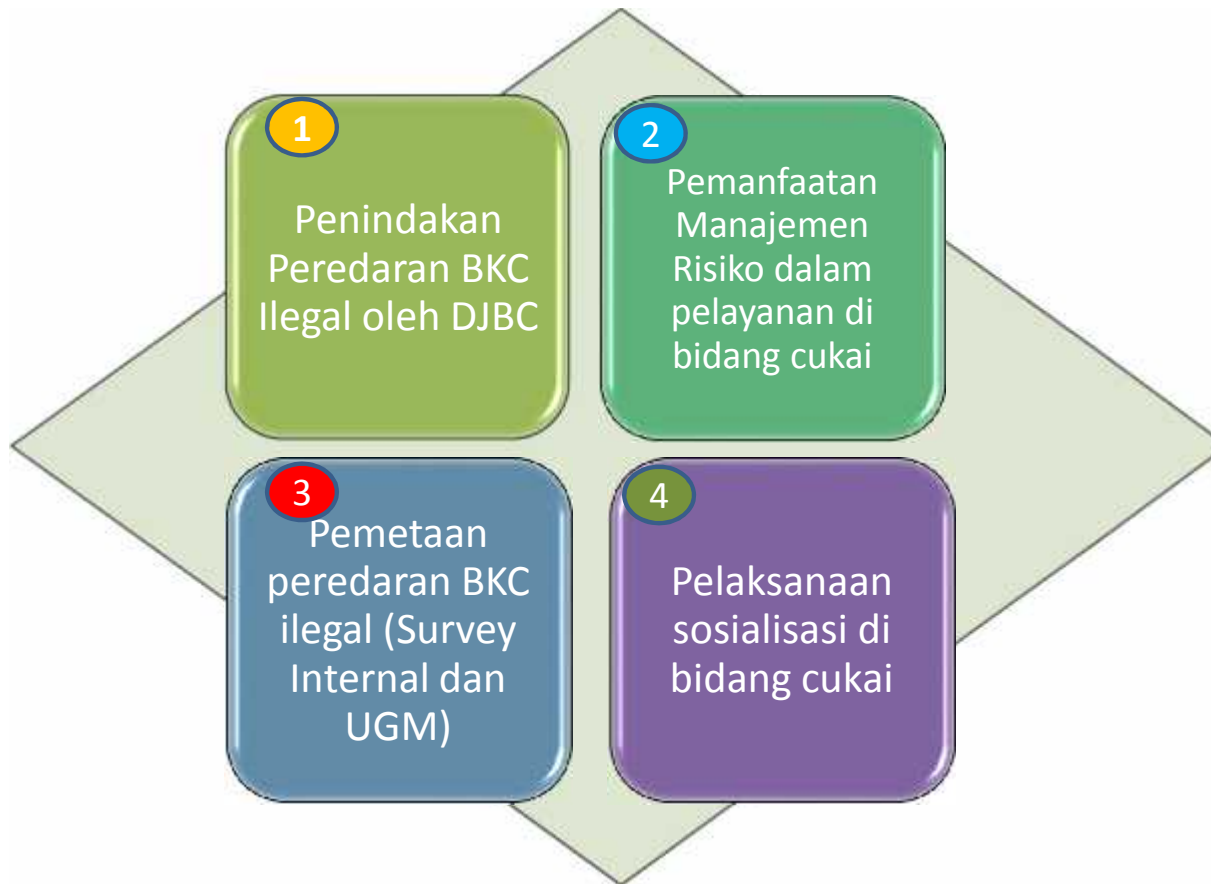 1
Penindakan
Peredaran BKC
Ilegal oleh DJBC
2
Pemanfaatan
Manajemen
Risiko dalam
pelayanan di
bidang cukai
3
Pemetaan
peredaran BKC
ilegal (Survey
Internal dan
UGM)
4
Pelaksanaan
sosialisasi di
bidang cukai